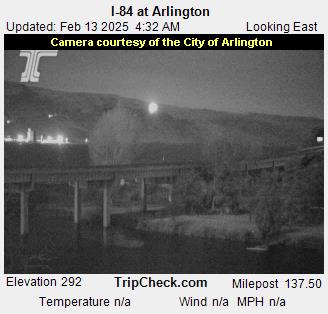 I-84 at Arlington
Updated: Feb 13 2025 4:32 AM Looking East
Camera courtesy of the City of Arlington
Elevation 292 TripCheck.com Milepost 137.50
Temperature n/a Wind n/a MPH n/a